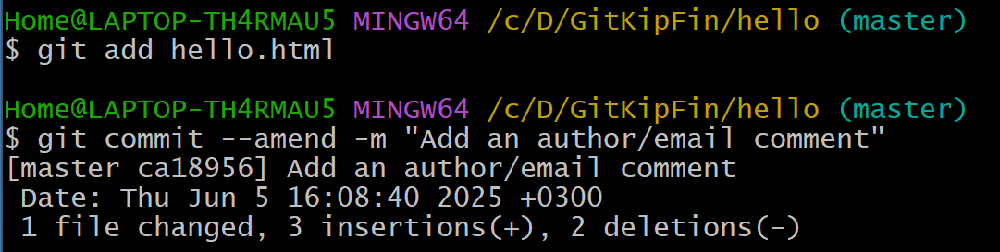 Home@LAPTOP-TH4RMAU5 MINGW64 /c/D/GitKipFin/hello (master)
$ git add hello.html
Home@LAPTOP-TH4RMAU5 MINGW64 /c/D/GitKipFin/hello (master)
$ git commit --amend -m "Add an author/email comment"
[master ca18956] Add an author/email comment
 Date: Thu Jun 5 16:08:40 2025 +0300
 1 file changed, 3 insertions(+), 2 deletions(-)